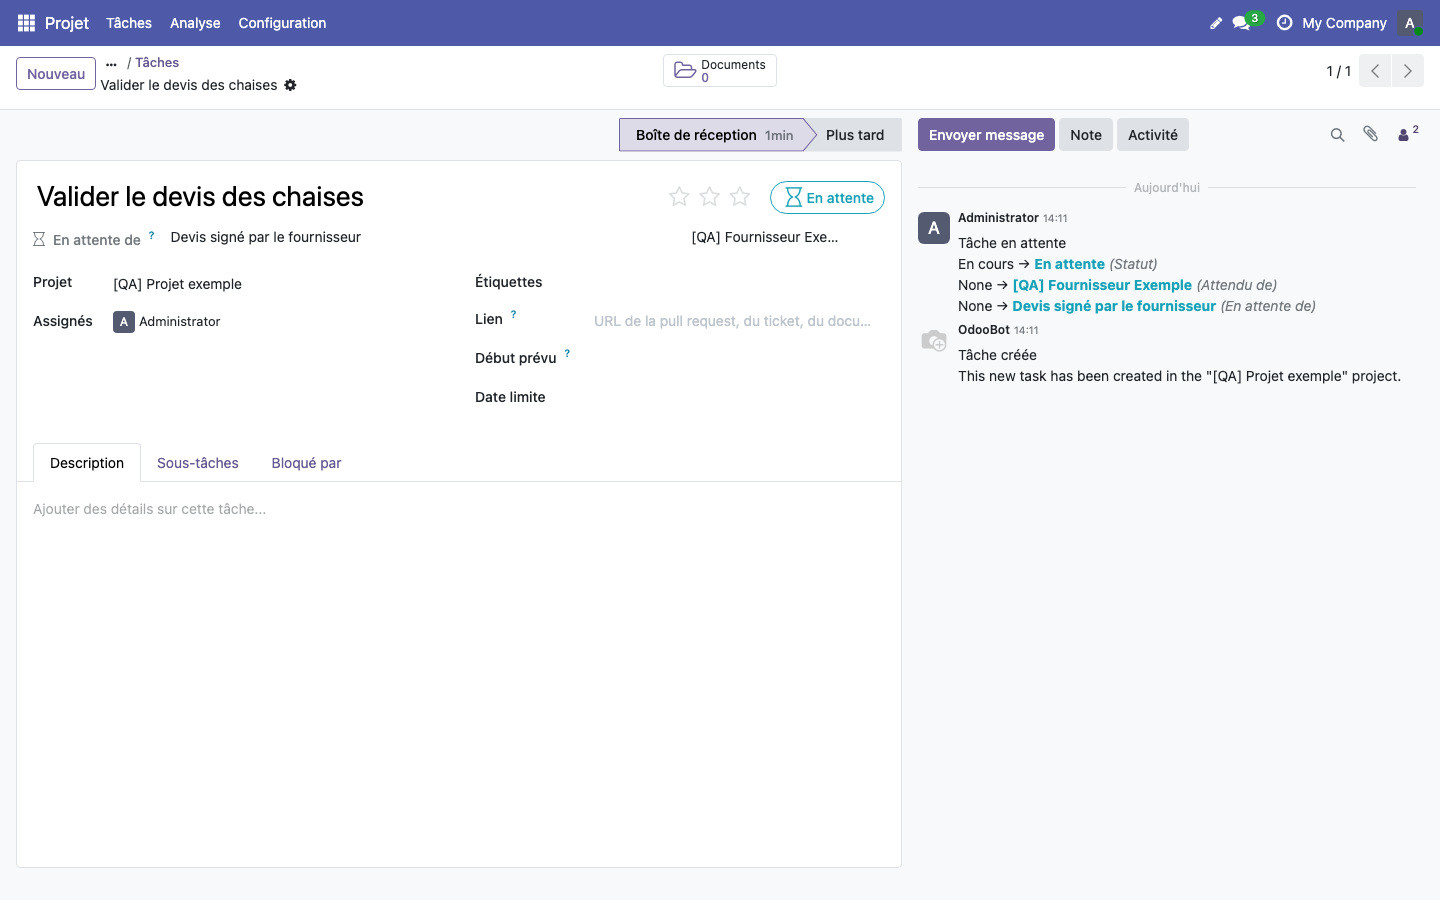 Projet Tâches Analyse Configuration 3 My Company A
Nouveau ... / Tâches
Valider le devis des chaises
Documents
0
1 / 1
Boîte de réception 1min Plus tard
Envoyer message Note Activité 2
Valider le devis des chaises
En attente
En attente de ? Devis signé par le fournisseur [QA] Fournisseur Exe...
Projet [QA] Projet exemple
Assignés A Administrator
Étiquettes
Lien ? URL de la pull request, du ticket, du docu...
Début prévu ?
Date limite
Description Sous-tâches Bloqué par
Ajouter des détails sur cette tâche...
Aujourd'hui
A Administrator 14:11
Tâche en attente
En cours → En attente (Statut)
None → [QA] Fournisseur Exemple (Attendu de)
None → Devis signé par le fournisseur (En attente de)
OdooBot 14:11
Tâche créée
This new task has been created in the "[QA] Projet exemple" project.